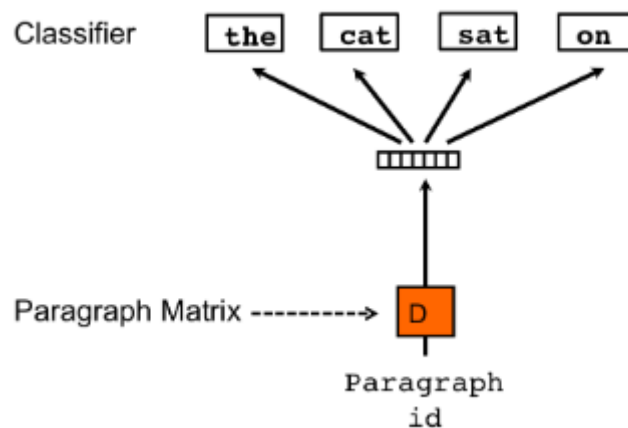 Classifier the cat sat on
Paragraph Matrix D
Paragraph
id